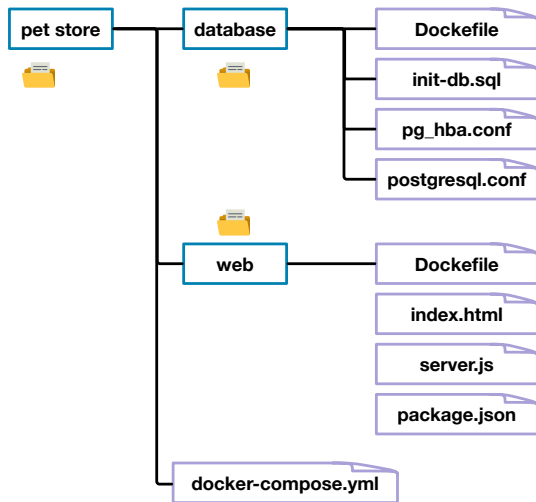 pet store
database
Dockefile
init-db.sql
pg_hba.conf
postgresql.conf
web
Dockefile
index.html
server.js
package.json
docker-compose.yml